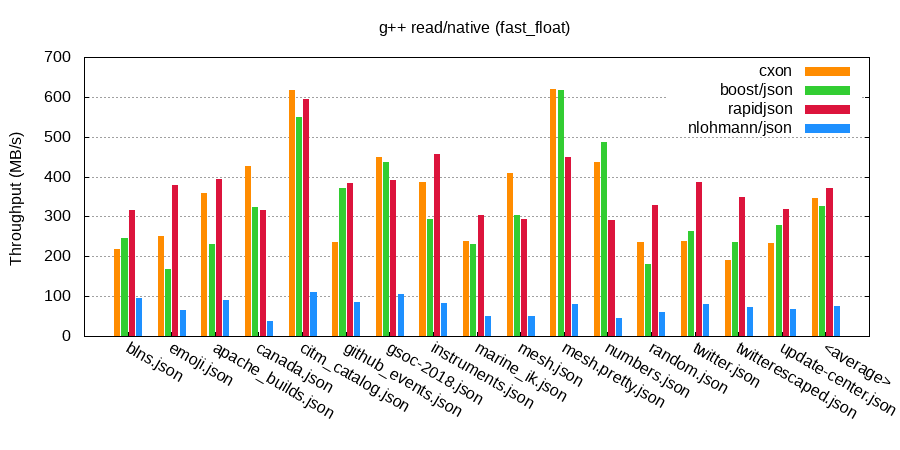 g++ read/native (fast_float)
Throughput (MB/s)
700
600
500
400
300
200
100
0
cxon
boost/json
rapidjson
nlohmann/json
blns.json
emoji.json
apache_builds.json
canada.json
citm_catalog.json
github_events.json
gsoc-2018.json
instruments.json
marine_ik.json
mesh.json
mesh.pretty.json
numbers.json
random.json
twitter.json
twitterescaped.json
update-center.json
<average>